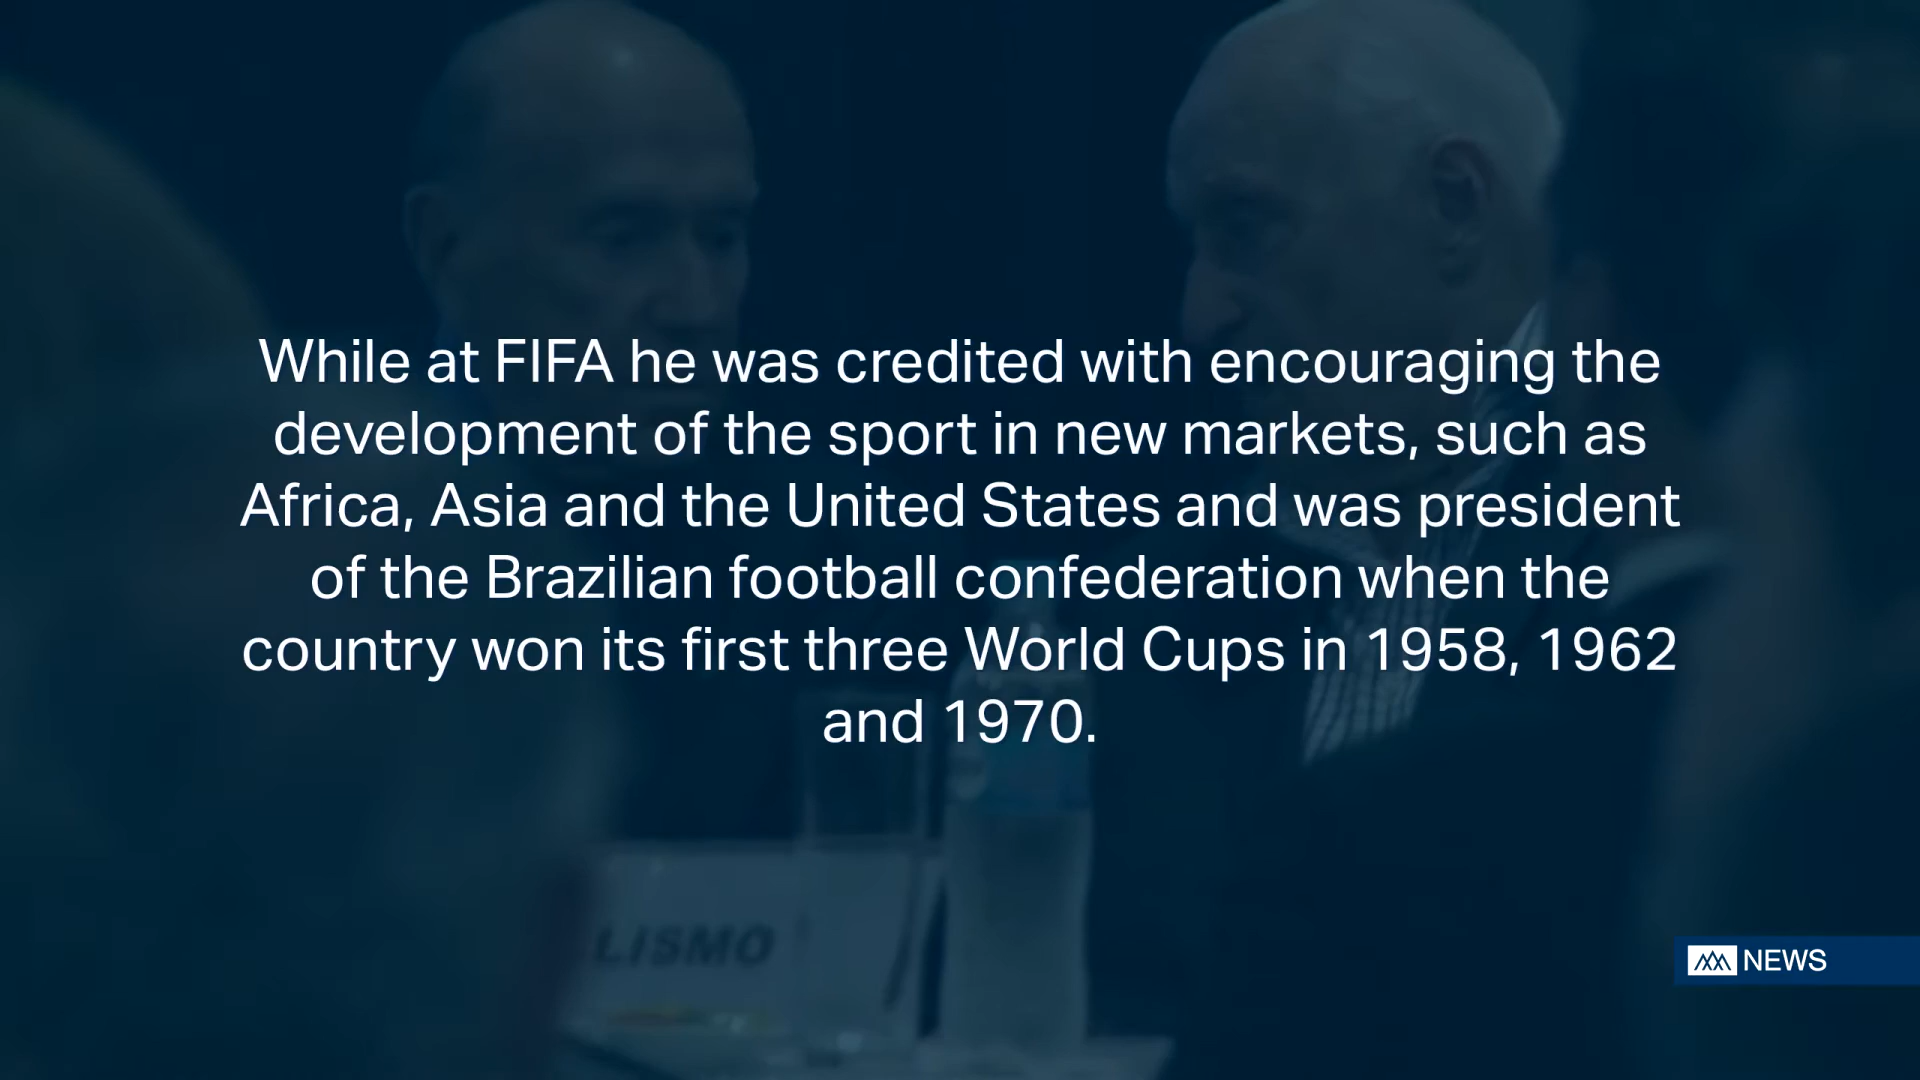 While at FIFA he was credited with encouraging the
development of the sport in new markets, such as
Africa, Asia and the United States and was president
of the Brazilian football confederation when the
country won its first three World Cups in 1958, 1962
and 1970.
LISMO
NEWS